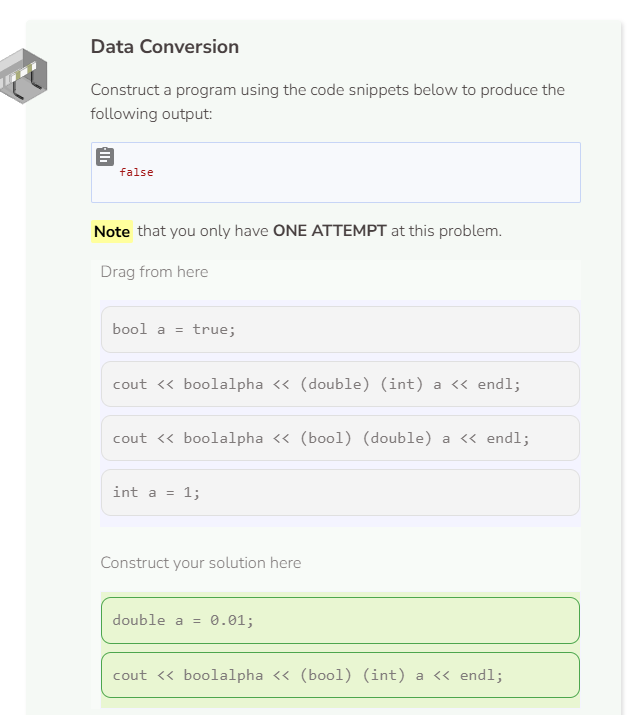 Data Conversion
Construct a program using the code snippets below to produce the
following output:
false
Note that you only have ONE ATTEMPT at this problem.
Drag from here
bool a = true;
cout << boolalpha << (double) (int) a << endl;
cout << boolalpha << (bool) (double) a << endl;
int a = 1;
Construct your solution here
double a = 0.01;
cout << boolalpha << (bool) (int) a << endl;